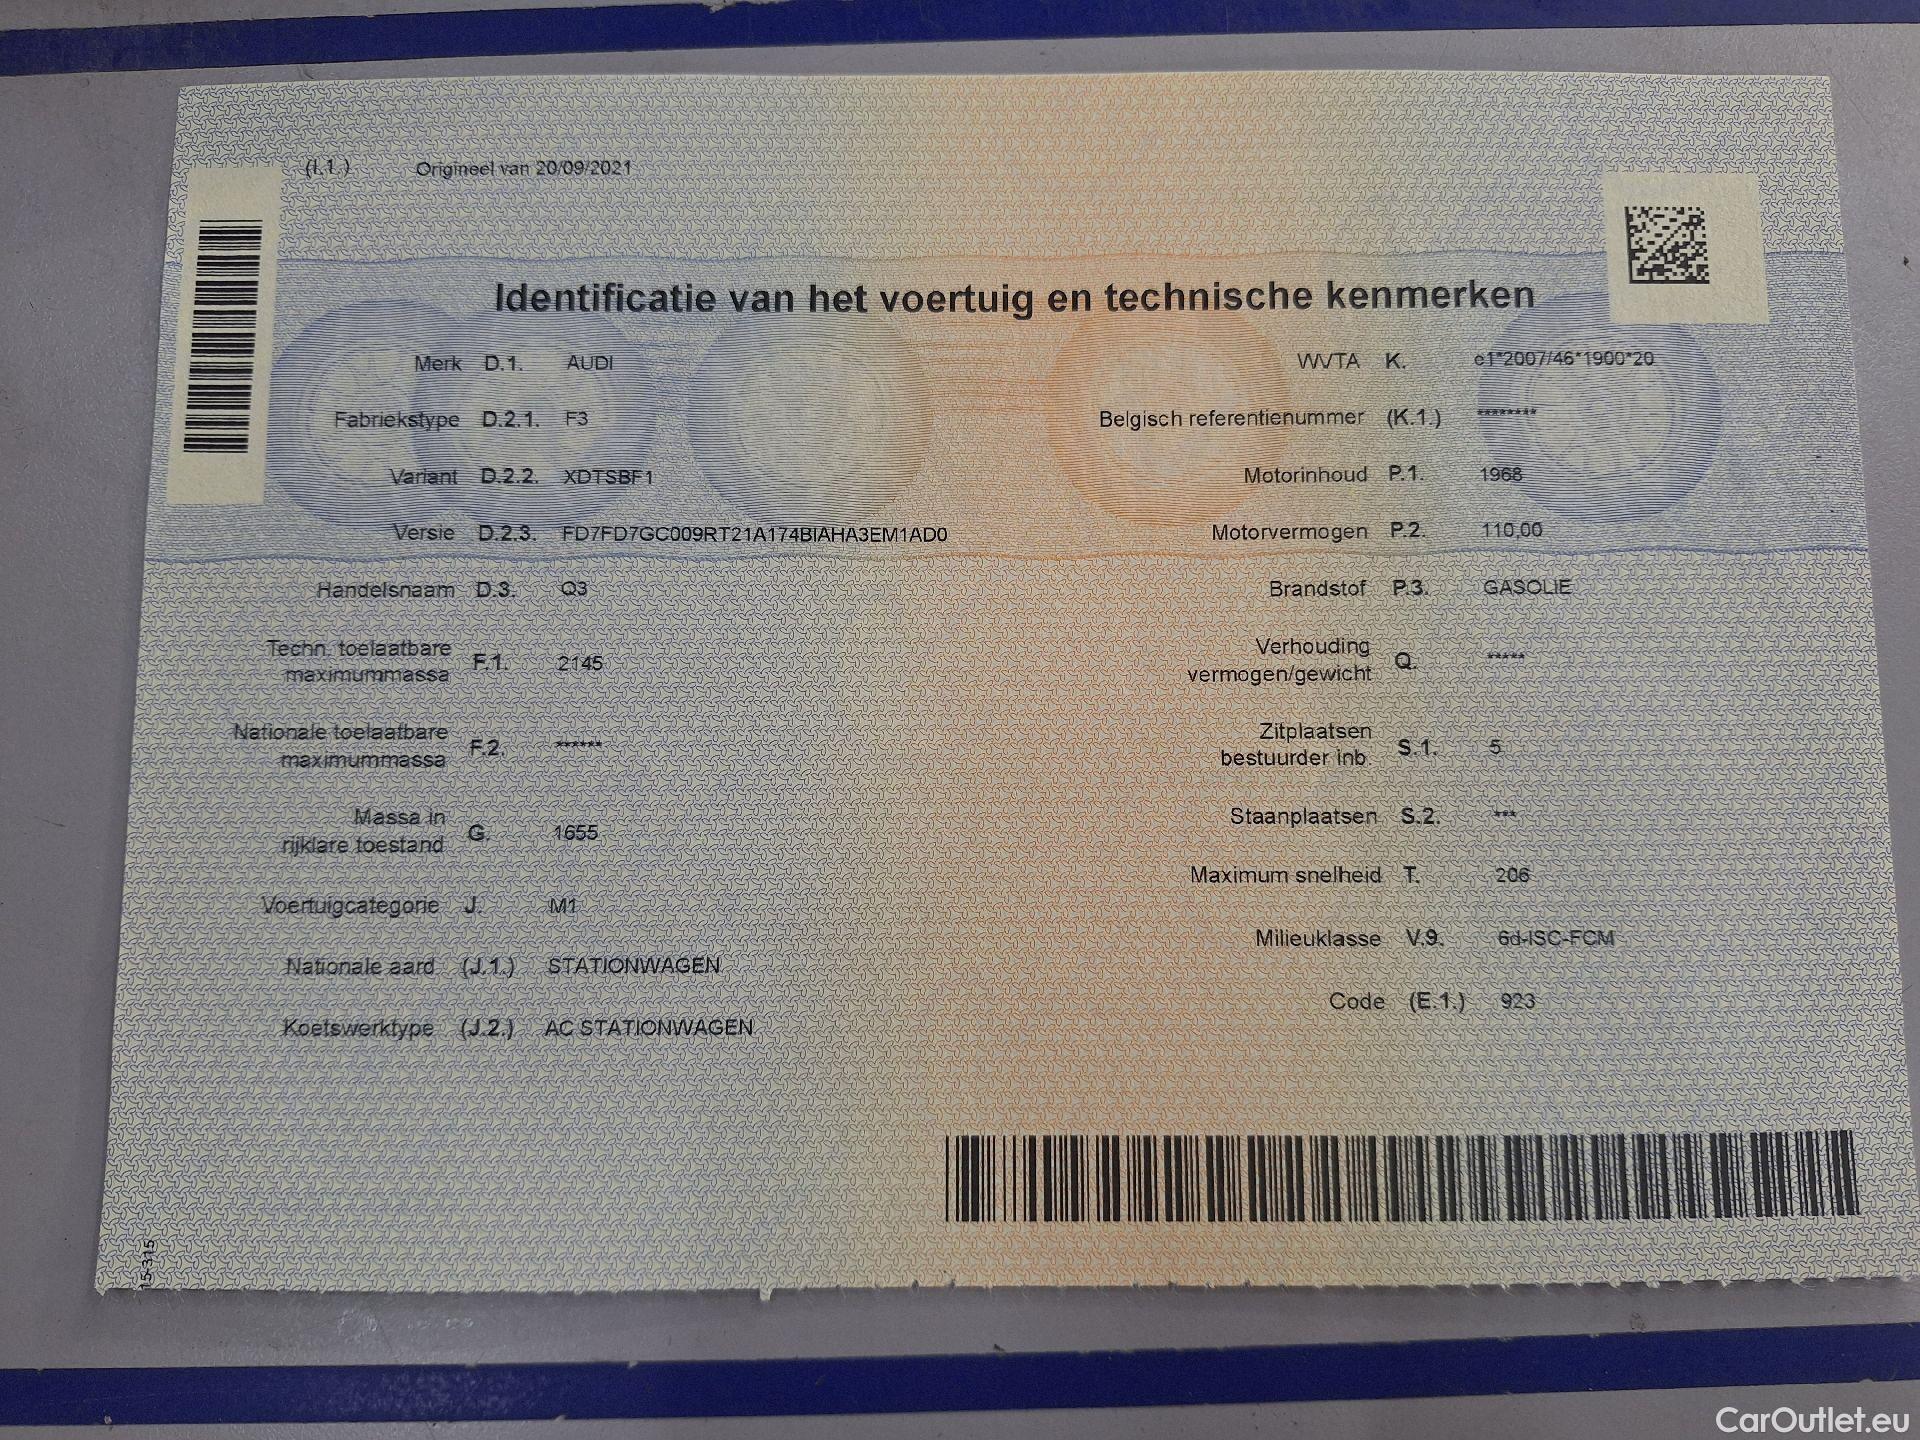 (I.1.) Origineel van 20/09/2021
Identificatie van het voertuig en technische kenmerken
Merk D.1. AUDI
Fabriekstype D.2.1. F3
Variant D.2.2. XDTSBF1
Versie D.2.3. FD7FD7GC009RT21A174BIAHA3EM1AD0
Handelsnaam D.3. Q3
Techn. toelaatbare
maximummassa F.1. 2145
Nationale toelaatbare
maximummassa F.2. ******
Massa in
rijklare toestand G. 1655
Voertuigcategorie J. M1
Nationale aard (J.1.) STATIONWAGEN
Koetswerktype (J.2.) AC STATIONWAGEN
WVTA K. e1*2007/46*1900*20
Belgisch referentienummer (K.1.) ********
Motorinhoud P.1. 1968
Motorvermogen P.2. 110,00
Brandstof P.3. GASOLIE
Verhouding
vermogen/gewicht Q. *****
Zitplaatsen
bestuurder inb. S.1. 5
Staanplaatsen S.2. ***
Maximum snelheid T. 206
Milieuklasse V.9. 6d-ISC-FCM
Code (E.1.) 923
15-315
CarOutlet.eu